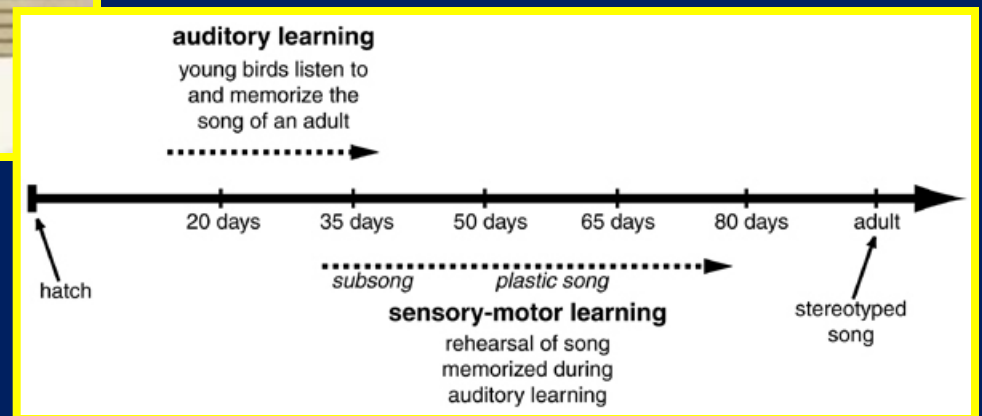 auditory learning
young birds listen to
and memorize the
song of an adult
20 days 35 days 50 days 65 days 80 days adult
hatch
subsong plastic song
sensory-motor learning
rehearsal of song
memorized during
auditory learning
stereotyped
song